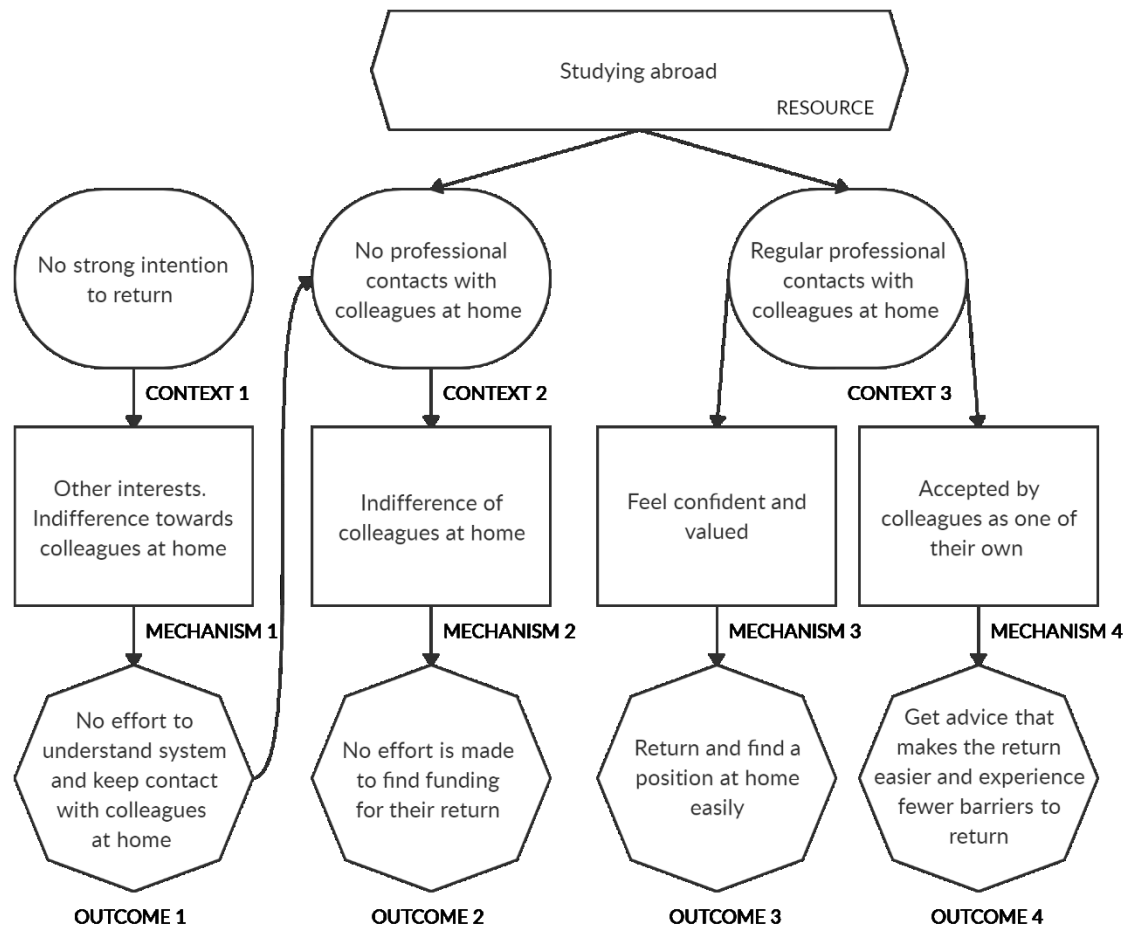 Studying abroad
RESOURCE
No strong intention
to return
No professional
contacts with
colleagues at home
Regular professional
contacts with
colleagues at home
CONTEXT 1
CONTEXT 2
CONTEXT 3
Other interests.
Indifference towards
colleagues at home
Indifference of
colleagues at home
Feel confident and
valued
Accepted by
colleagues as one of
their own
MECHANISM 1
MECHANISM 2
MECHANISM 3
MECHANISM 4
No effort to
understand system
and keep contact
with colleagues
at home
No effort is made
to find funding
for their return
Return and find a
position at home
easily
Get advice that
makes the return
easier and experience
fewer barriers to
return
OUTCOME 1
OUTCOME 2
OUTCOME 3
OUTCOME 4